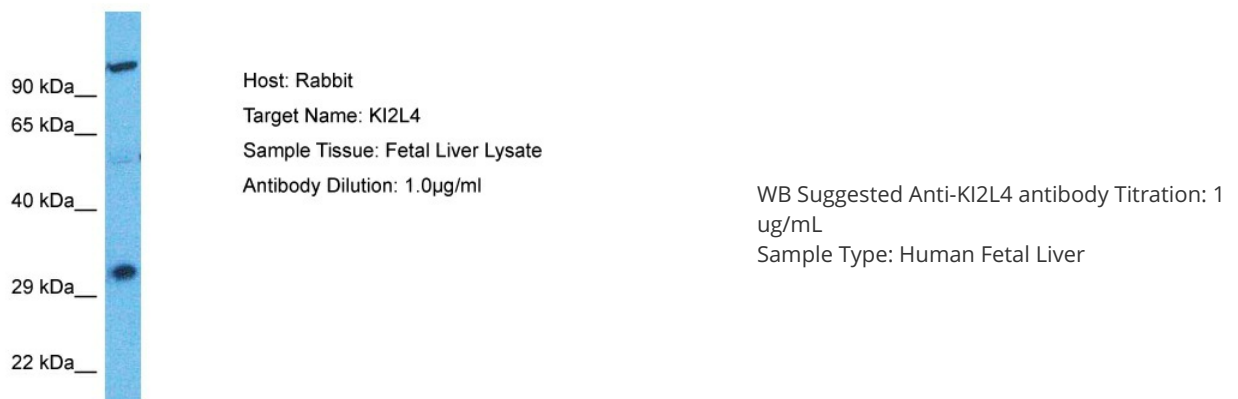 90 kDa__
65 kDa__
40 kDa__
29 kDa__
22 kDa__
Host: Rabbit
Target Name: KI2L4
Sample Tissue: Fetal Liver Lysate
Antibody Dilution: 1.0µg/ml
WB Suggested Anti-KI2L4 antibody Titration: 1
ug/mL
Sample Type: Human Fetal Liver